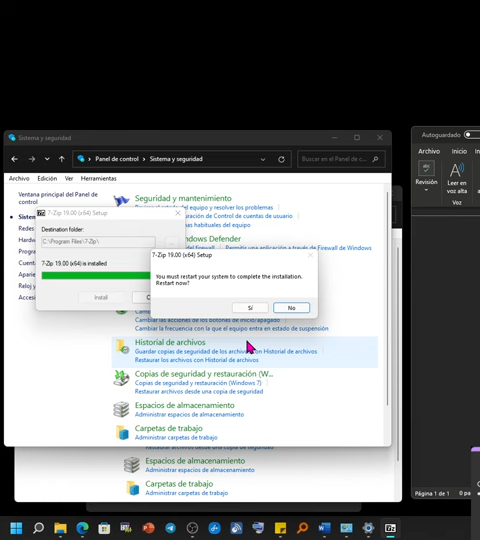 Sistema y seguridad
Panel de control > Sistema y seguridad
Buscar en el Panel de c...
Archivo Edición Ver Herramientas
Ventana principal del Panel de control
Seguridad y mantenimiento
estado del equipo y resolver los problemas
de Control de cuentas de usuario
habituales del equipo
ndows Defender
Permitir una aplicación a través de Firewall de Windows
7-Zip 19.00 (x64) Setup
Destination folder:
C:\Program Files\7-Zip\
...
7-Zip 19.00 (x64) is installed
Install
7-Zip 19.00 (x64) Setup
You must restart your system to complete the installation.
Restart now?
Sí
No
Cambiar las acciones de los botones de inicio/apagado
Cambiar la frecuencia con la que el equipo entra en estado de suspensión
Historial de archivos
Guardar copias de seguridad de los archivos con Historial de archivos
Restaurar los archivos con Historial de archivos
Copias de seguridad y restauración (W...
Copias de seguridad y restauración (Windows 7)
Restaurar archivos desde una copia de seguridad
Espacios de almacenamiento
Administrar espacios de almacenamiento
Carpetas de trabajo
Administrar carpetas de trabajo
Restaurar archivos desde una copia de seguridad
Espacios de almacenamiento
Administrar espacios de almacenamiento
Carpetas de trabajo
Administrar carpetas de trabajo
Autoguardado
Archivo Inicio
Revisión
Leer en voz alta
Voz
Página 1 de 1